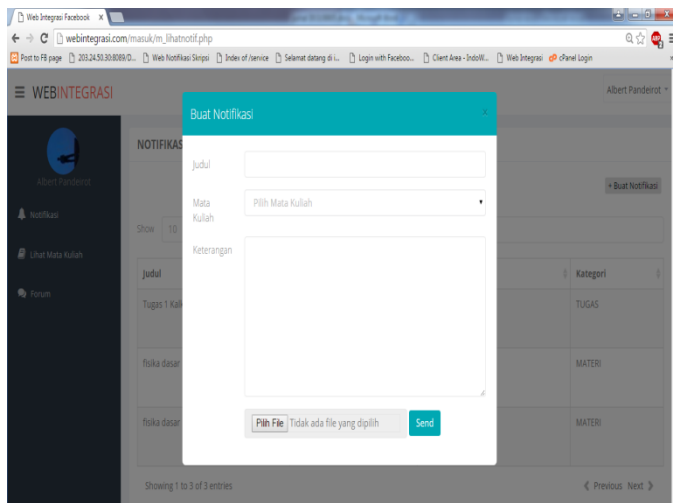 Web Integrasi Facebook
webintegrasi.com/masuk/m_lihatnotif.php
Post to FB page 203.24.50.30:8089/D... Web Notifikasi Skripsi Index of /service Selamat datang di i... Login with Faceboo... Client Area - IndoW... Web Integrasi cPanel Login
WEBINTEGRASI
Albert Pandeirot
Buat Notifikasi
x
Albert Pandeirot
Notifikasi
Lihat Mata Kuliah
Forum
NOTIFIKAS
+ Buat Notifikasi
Judul
Mata Kuliah
Pilih Mata Kuliah
Keterangan
Pilih File Tidak ada file yang dipilih
Send
Show 10
Judul
Kategori
Tugas 1 Kalk
TUGAS
fisika dasar
MATERI
fisika dasar
MATERI
Showing 1 to 3 of 3 entries
Previous Next